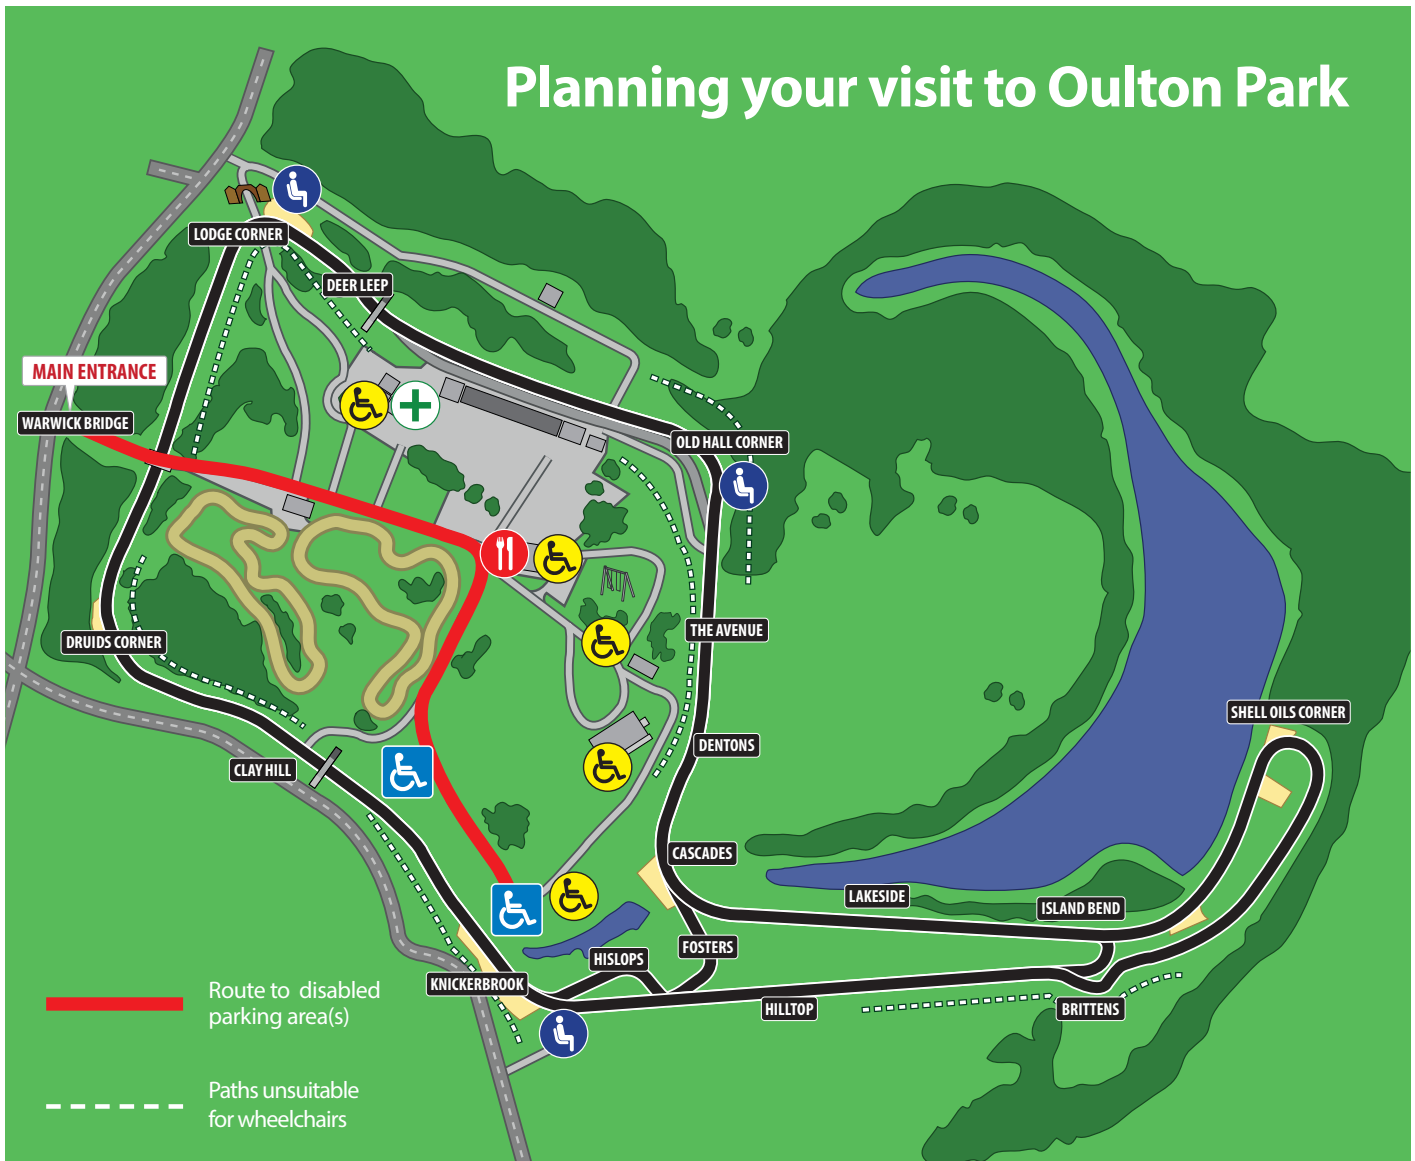 Planning your visit to Oulton Park
LODGE CORNER
DEER LEEP
MAIN ENTRANCE
WARWICK BRIDGE
OLD HALL CORNER
DRUIDS CORNER
THE AVENUE
SHELL OILS CORNER
DENTONS
CLAY HILL
CASCADES
LAKESIDE
ISLAND BEND
FOSTERS
HISLOPS
KNICKERBROOK
HILLTOP
BRITTENS
Route to disabled
parking area(s)
Paths unsuitable
for wheelchairs